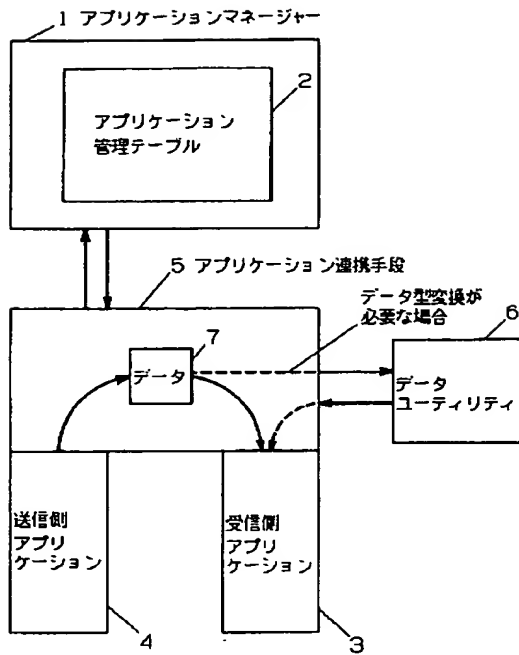 1 アプリケーションマネージャー
2
アプリケーション
管理テーブル
5 アプリケーション連携手段
データ型変換が
必要な場合
6
7
データ
データ
ユーティリティ
送信側
アプリ
ケーション
受信側
アプリ
ケーション
4
3